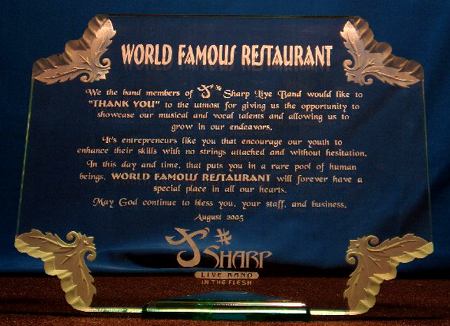 WORLD FAMOUS RESTAURANT
We the band members of F# Sharp Live Band would like to
"THANK YOU" to the utmost for giving us the opportunity to
showcase our musical and vocal talents and allowing us to
grow in our endeavors.
It's entrepreneurs like you that encourage our youth to
enhance their skills with no strings attached and without hesitation.
In this day and time, that puts you in a rare pool of human
beings. WORLD FAMOUS RESTAURANT will forever have a
special place in all our hearts.
May God continue to bless you, your staff, and business.
August 2005
F# SHARP
LIVE BAND
IN THE FLESH